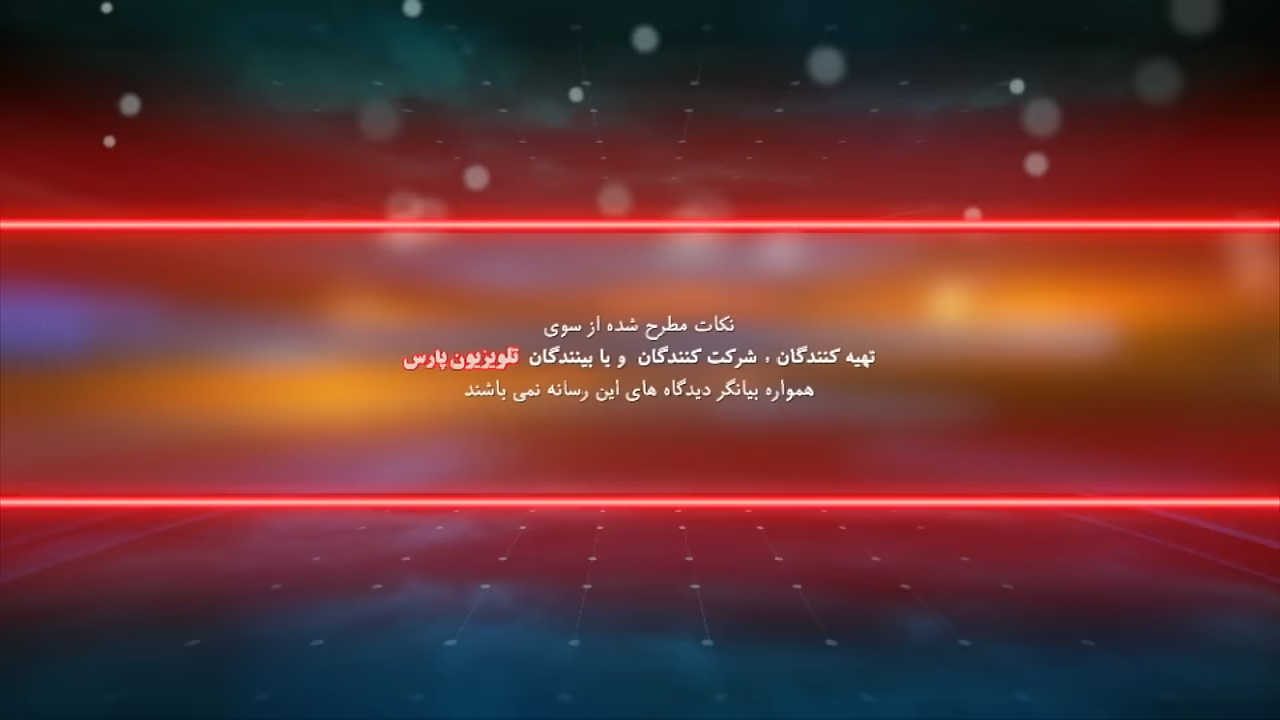 نکات مطرح شده از سوی
تهیه کنندگان ، شرکت کنندگان و یا بینندگان تلویزیون پارس
همواره بیانگر دیدگاه های این رسانه نمی باشند